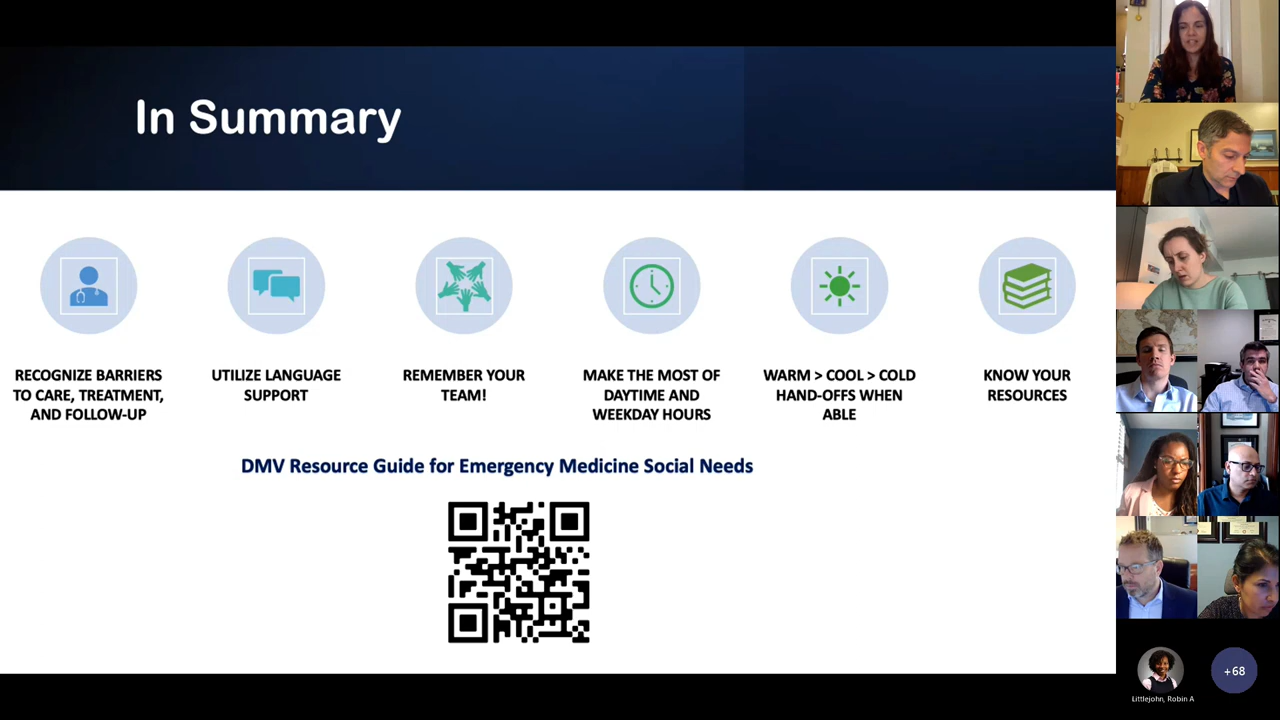 In Summary
RECOGNIZE BARRIERS
TO CARE, TREATMENT,
AND FOLLOW-UP
UTILIZE LANGUAGE
SUPPORT
REMEMBER YOUR
TEAM!
MAKE THE MOST OF
DAYTIME AND
WEEKDAY HOURS
WARM > COOL > COLD
HAND-OFFS WHEN
ABLE
KNOW YOUR
RESOURCES
DMV Resource Guide for Emergency Medicine Social Needs
Littlejohn, Robin A
+68